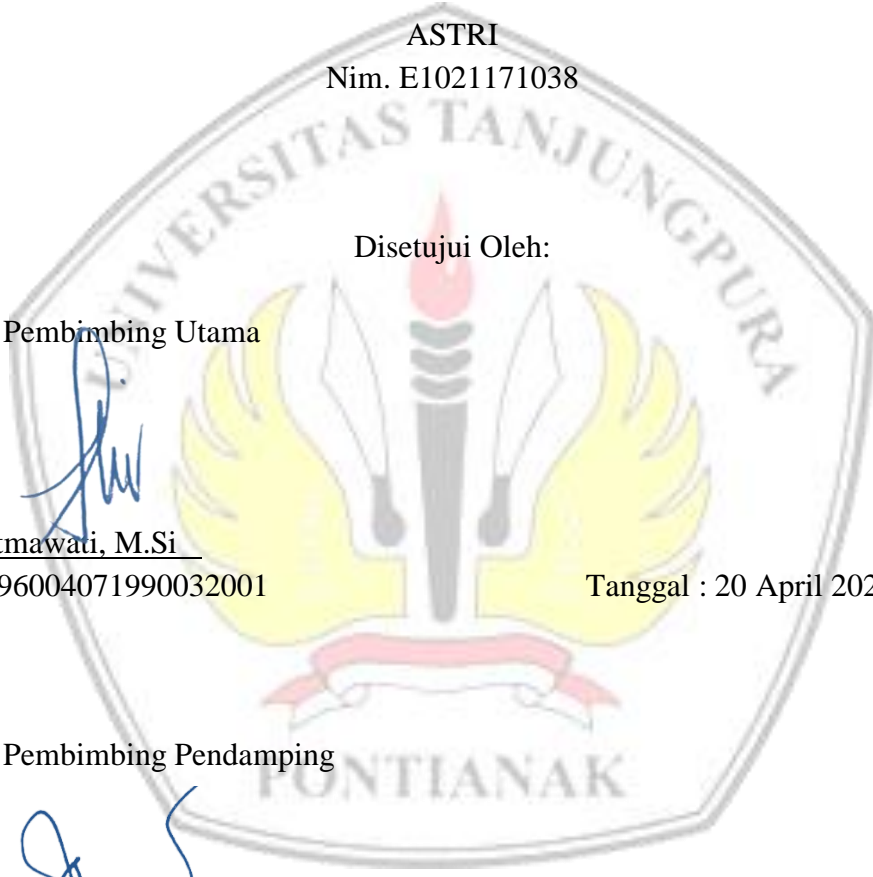 ASTRI
Nim. E1021171038
UNIVERSITAS TANJUNGPURA
Disetujui Oleh:
Pembimbing Utama
tmawati, M.Si
96004071990032001
Tanggal : 20 April 202
Pembimbing Pendamping
PONTIANAK